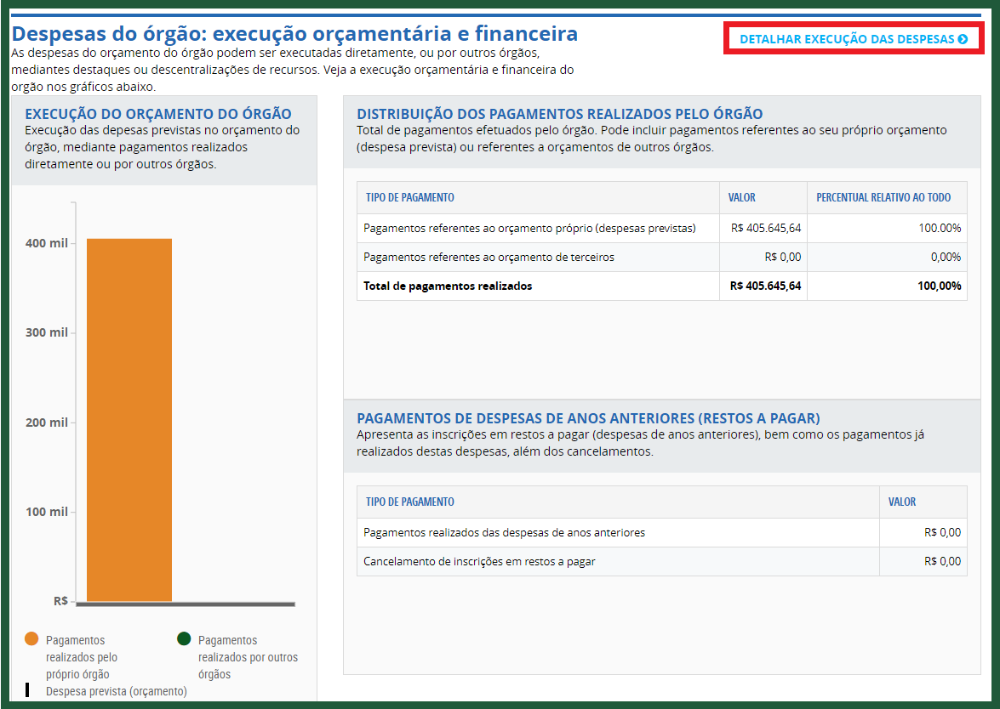 Despesas do órgão: execução orçamentária e financeira
DETALHAR EXECUÇÃO DAS DESPESAS
As despesas do orçamento do órgão podem ser executadas diretamente, ou por outros órgãos,
mediantes destaques ou descentralizações de recursos. Veja a execução orçamentária e financeira do
orgão nos gráficos abaixo.
EXECUÇÃO DO ORÇAMENTO DO ÓRGÃO
Execução das depesas previstas no orçamento do
órgão, mediante pagamentos realizados
diretamente ou por outros órgãos.
400 mil
300 mil
200 mil
100 mil
R$
Pagamentos
realizados pelo
próprio órgão
Pagamentos
realizados por outros
órgãos
Despesa prevista (orçamento)
DISTRIBUIÇÃO DOS PAGAMENTOS REALIZADOS PELO ÓRGÃO
Total de pagamentos efetuados pelo órgão. Pode incluir pagamentos referentes ao seu próprio orçamento
(despesa prevista) ou referentes a orçamentos de outros órgãos.
TIPO DE PAGAMENTO VALOR PERCENTUAL RELATIVO AO TODO
Pagamentos referentes ao orçamento próprio (despesas previstas) R$ 405.645,64 100.00%
Pagamentos referentes ao orçamento de terceiros R$ 0,00 0,00%
Total de pagamentos realizados R$ 405.645,64 100,00%
PAGAMENTOS DE DESPESAS DE ANOS ANTERIORES (RESTOS A PAGAR)
Apresenta as inscrições em restos a pagar (despesas de anos anteriores), bem como os pagamentos já
realizados destas despesas, além dos cancelamentos.
TIPO DE PAGAMENTO VALOR
Pagamentos realizados das despesas de anos anteriores R$ 0,00
Cancelamento de inscrições em restos a pagar R$ 0,00